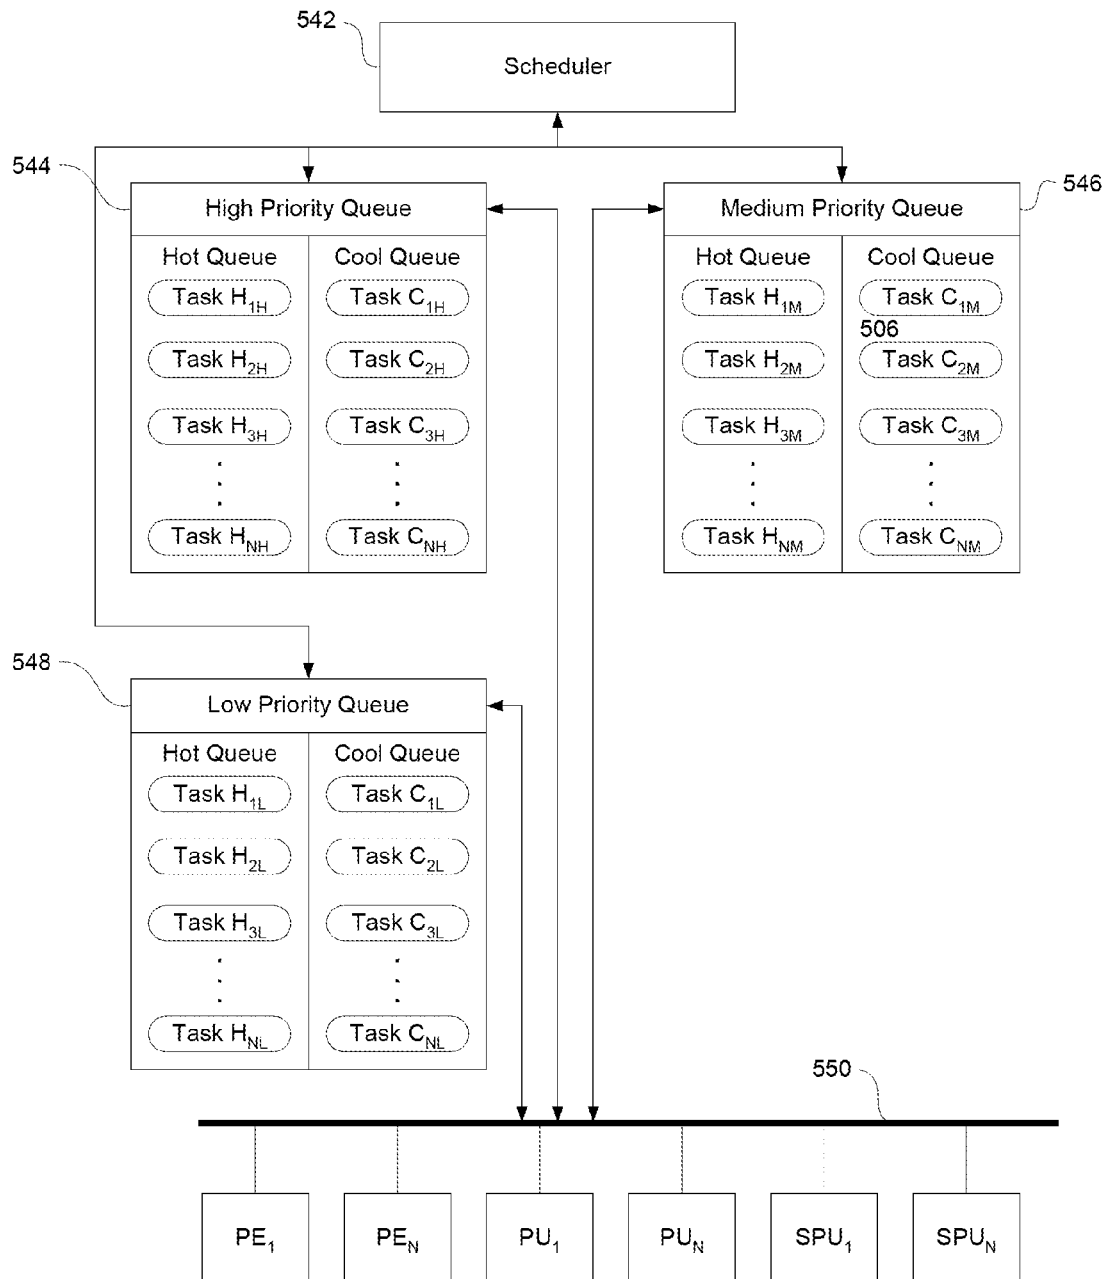 542
Scheduler
544
High Priority Queue
Hot Queue
Cool Queue
Task H1H
Task C1H
Task H2H
Task C2H
Task H3H
Task C3H
Task HNH
Task CNH
546
Medium Priority Queue
Hot Queue
Cool Queue
Task H1M
Task C1M
506
Task H2M
Task C2M
Task H3M
Task C3M
Task HNM
Task CNM
548
Low Priority Queue
Hot Queue
Cool Queue
Task H1L
Task C1L
Task H2L
Task C2L
Task H3L
Task C3L
Task HNL
Task CNL
550
PE1
PEN
PU1
PUN
SPU1
SPUN